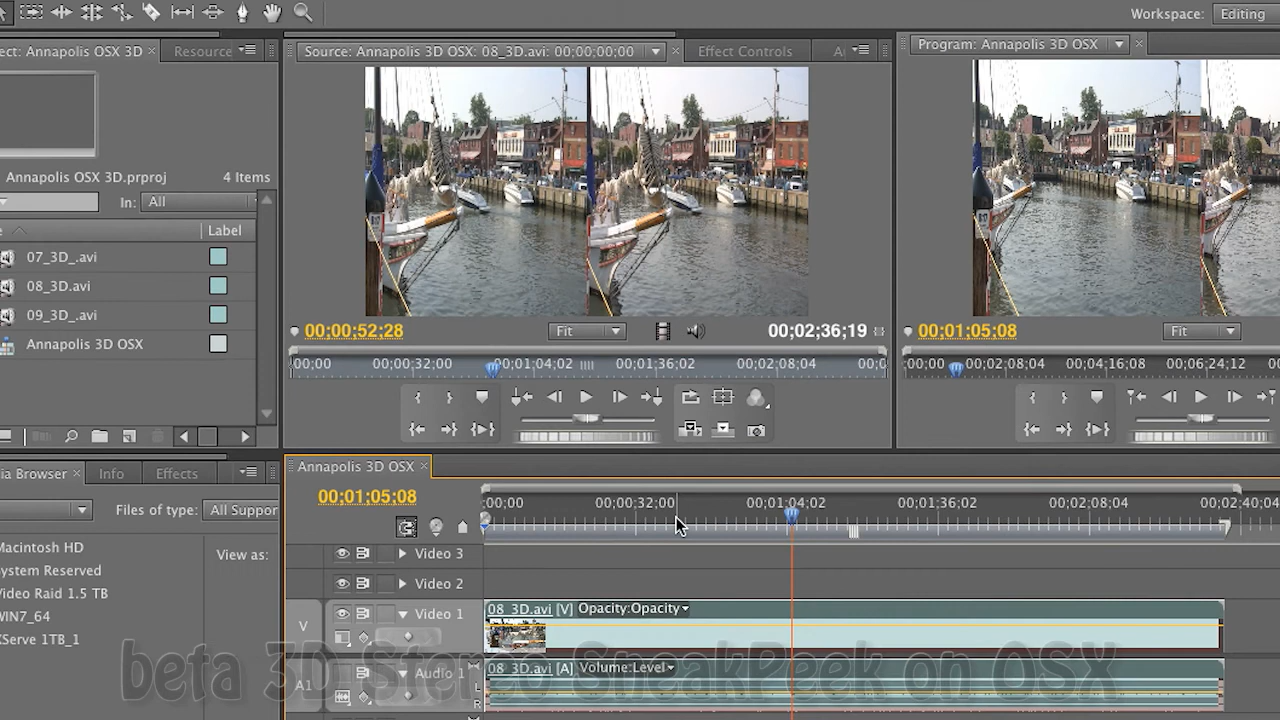 Workspace: Editing
ect: Annapolis OSX 3D × Resource
Source: Annapolis 3D OSX: 08_3D.avi: 00;00;00;00 × Effect Controls
Program: Annapolis 3D OSX ×
Annapolis OSX 3D.prproj 4 Items
In: All
Label
07_3D_.avi
08_3D.avi
09_3D_.avi
Annapolis 3D OSX
00;00;52;28 Fit 00;02;36;19
00;01;05;08 Fit
;00;00 00;00;32;00 00;01;04;02 00;01;36;02 00;02;08;04 00;0
;00;00 00;02;08;04 00;04;16;08 00;06;24;12 00;
ia Browser × Info Effects
Files of type: All Suppor
Macintosh HD
System Reserved
Video Raid 1.5 TB
WIN7_64
XServe 1TB_1
View as:
Annapolis 3D OSX ×
00;01;05;08
;00;00 00;00;32;00 00;01;04;02 00;01;36;02 00;02;08;04 00;02;40;04
Video 3
Video 2
V Video 1 08_3D.avi [V] Opacity:Opacity
A1 Audio 1 08_3D.avi [A] Volume:Level
L
R
beta 3D Stereo SneakPeek on OSX